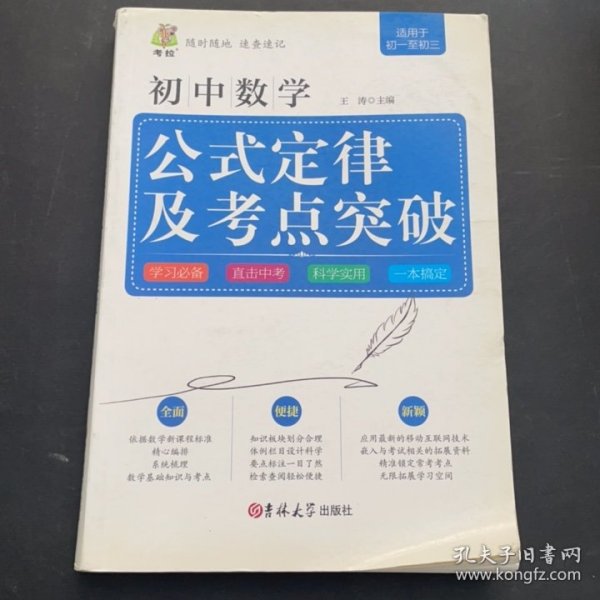 考拉
随时随地 速查速记
适用于
初一至初三
初中数学
王 涛◎主编
公式定律
及考点突破
学习必备
直击中考
科学实用
一本搞定
全面
依据数学新课程标准
精心编排
系统梳理
数学基础知识与考点
便捷
知识板块划分合理
体例栏目设计科学
要点标注一目了然
检索查阅轻松便捷
新颖
应用最新的移动互联网技术
嵌入与考试相关的拓展资料
精准锁定常考考点
无限拓展学习空间
吉林大学出版社
孔夫子旧书网
www.kongfz.com